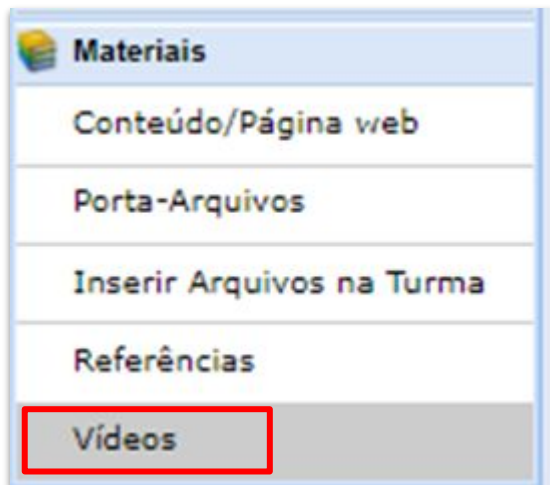 Materiais
Conteúdo/Página web
Porta-Arquivos
Inserir Arquivos na Turma
Referências
Vídeos